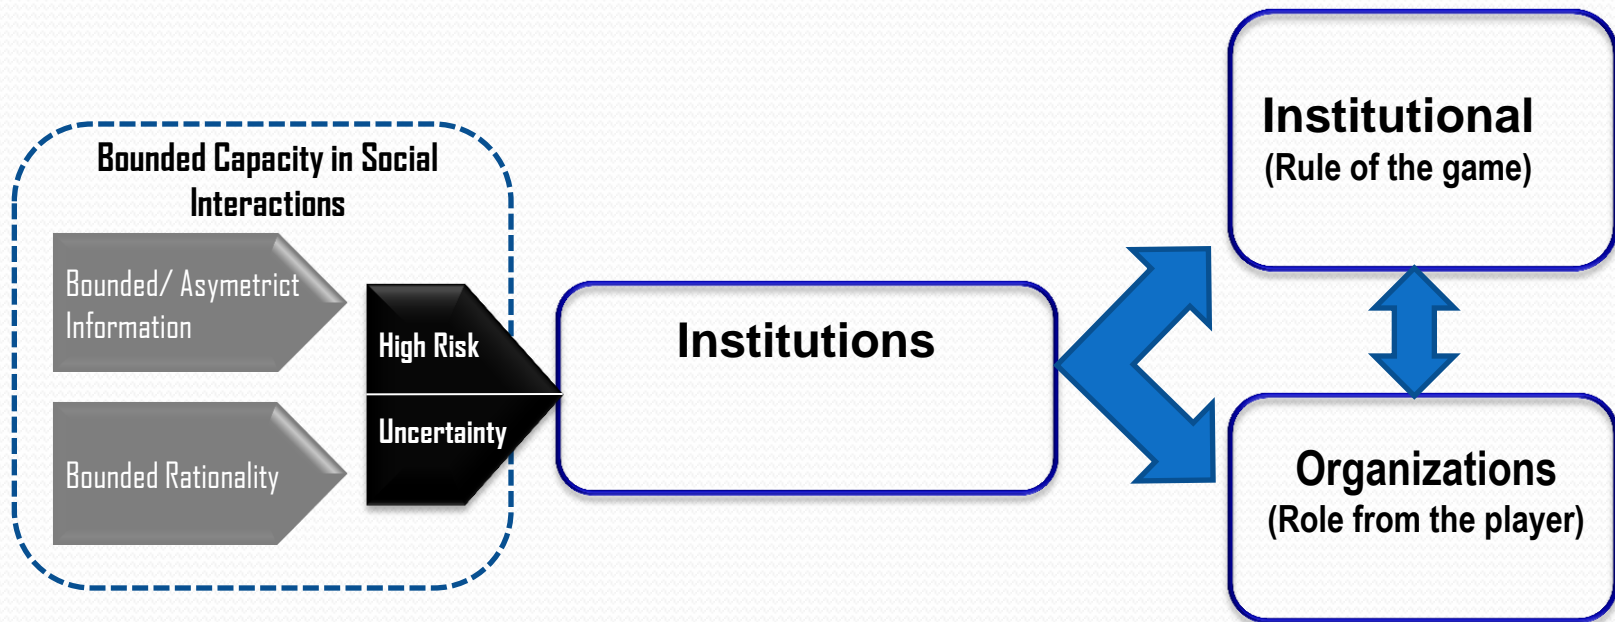 Bounded Capacity in Social
Interactions
Bounded/ Asymetrict
Information
Bounded Rationality
High Risk
Uncertainty
Institutions
Institutional
(Rule of the game)
Organizations
(Role from the player)